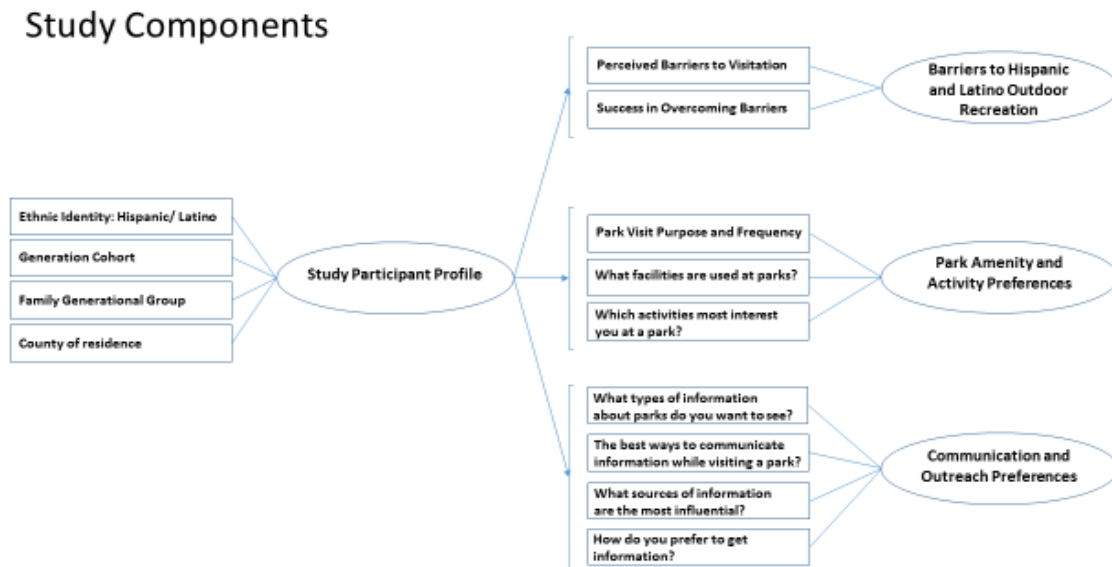 Study Components
Ethnic Identity: Hispanic/ Latino
Generation Cohort
Family Generational Group
County of residence
Study Participant Profile
Perceived Barriers to Visitation
Success in Overcoming Barriers
Barriers to Hispanic
and Latino Outdoor
Recreation
Park Visit Purpose and Frequency
What facilities are used at parks?
Which activities most interest
you at a park?
Park Amenity and
Activity Preferences
What types of information
about parks do you want to see?
The best ways to communicate
information while visiting a park?
What sources of information
are the most influential?
How do you prefer to get
information?
Communication and
Outreach Preferences